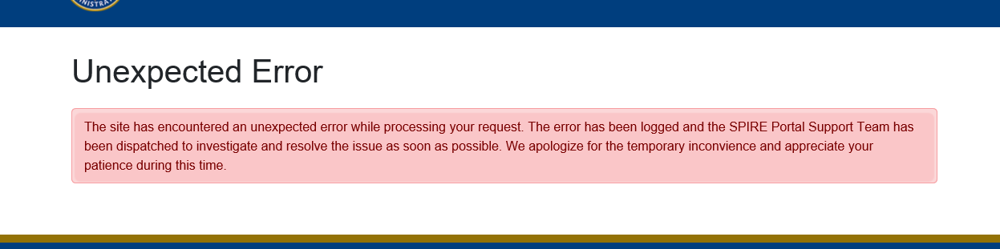 Unexpected Error
The site has encountered an unexpected error while processing your request. The error has been logged and the SPIRE Portal Support Team has
been dispatched to investigate and resolve the issue as soon as possible. We apologize for the temporary inconvience and appreciate your
patience during this time.